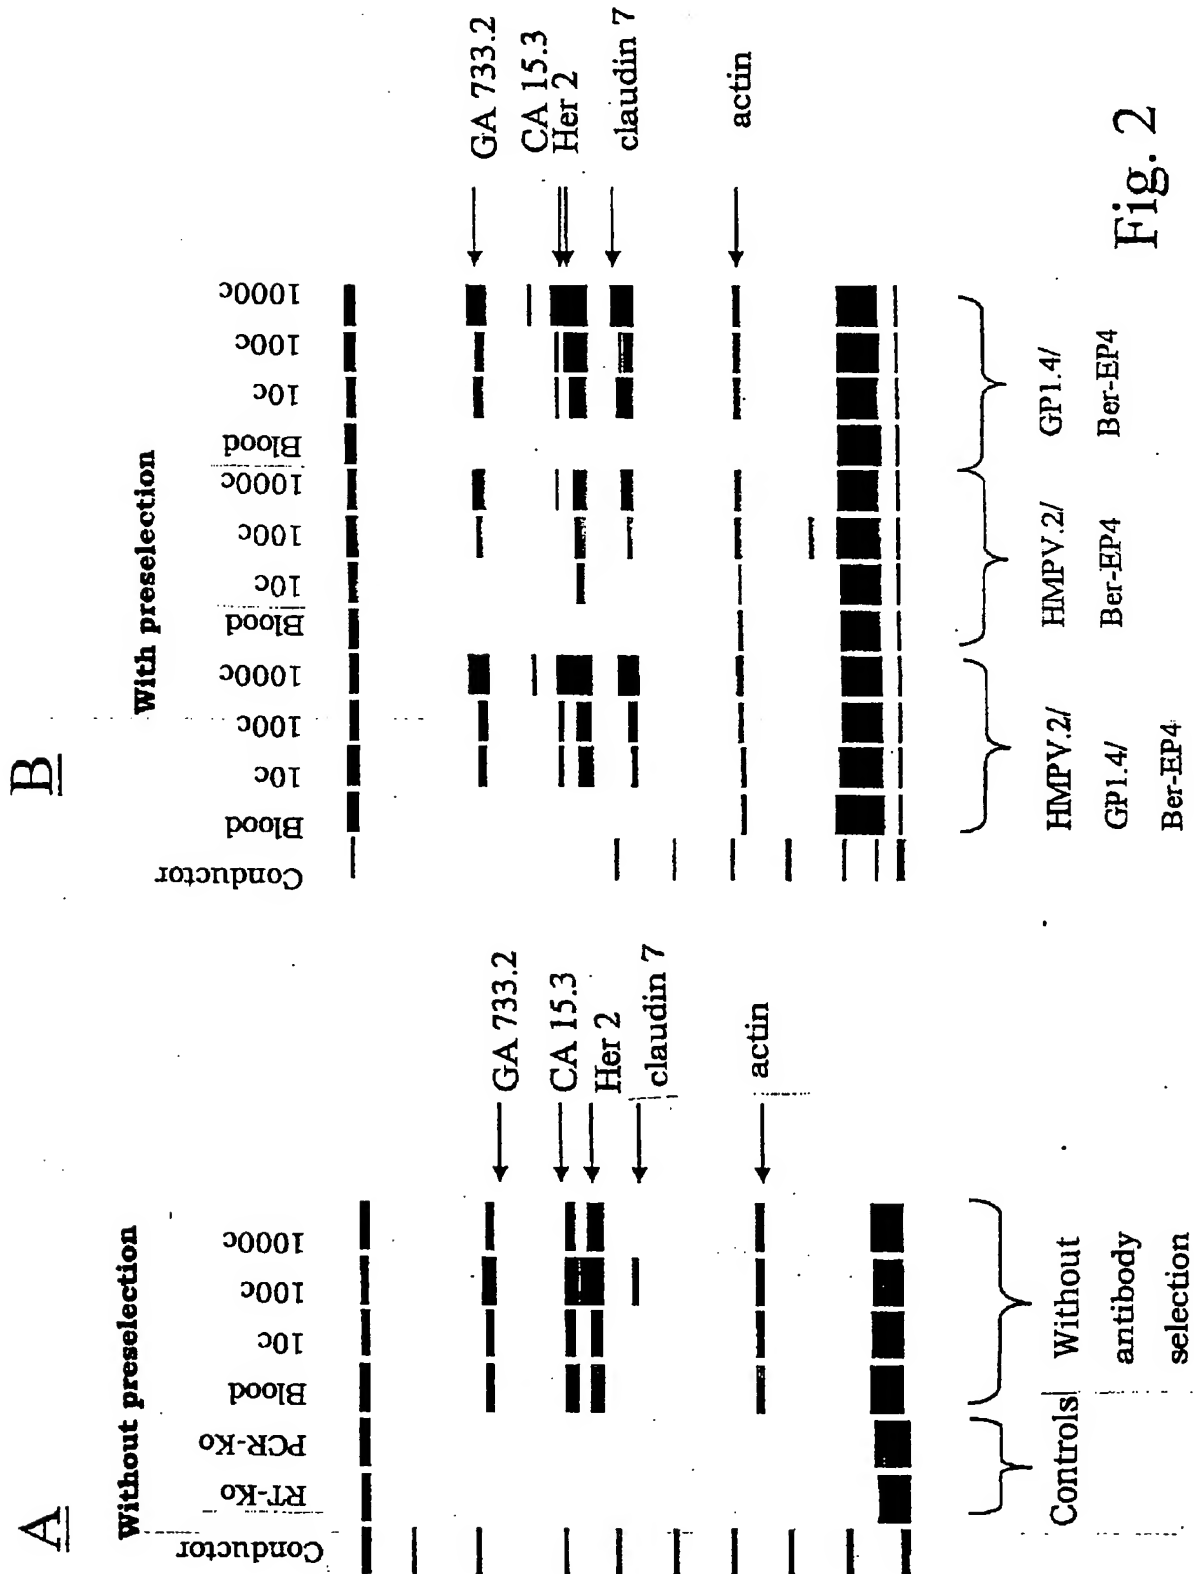 A
Without preselection
Conductor
RT-Ko
PCR-Ko
Blood
10c
100c
1000c
GA 733.2
CA 15.3
Her 2
claudin 7
actin
Controls
Without
antibody
selection
B
With preselection
Conductor
Blood
10c
100c
1000c
Blood
10c
100c
1000c
Blood
10c
100c
1000c
GA 733.2
CA 15.3
Her 2
claudin 7
actin
HMPV.2/
GP1.4/
Ber-EP4
HMPV.2/
Ber-EP4
GP1.4/
Ber-EP4
Fig. 2